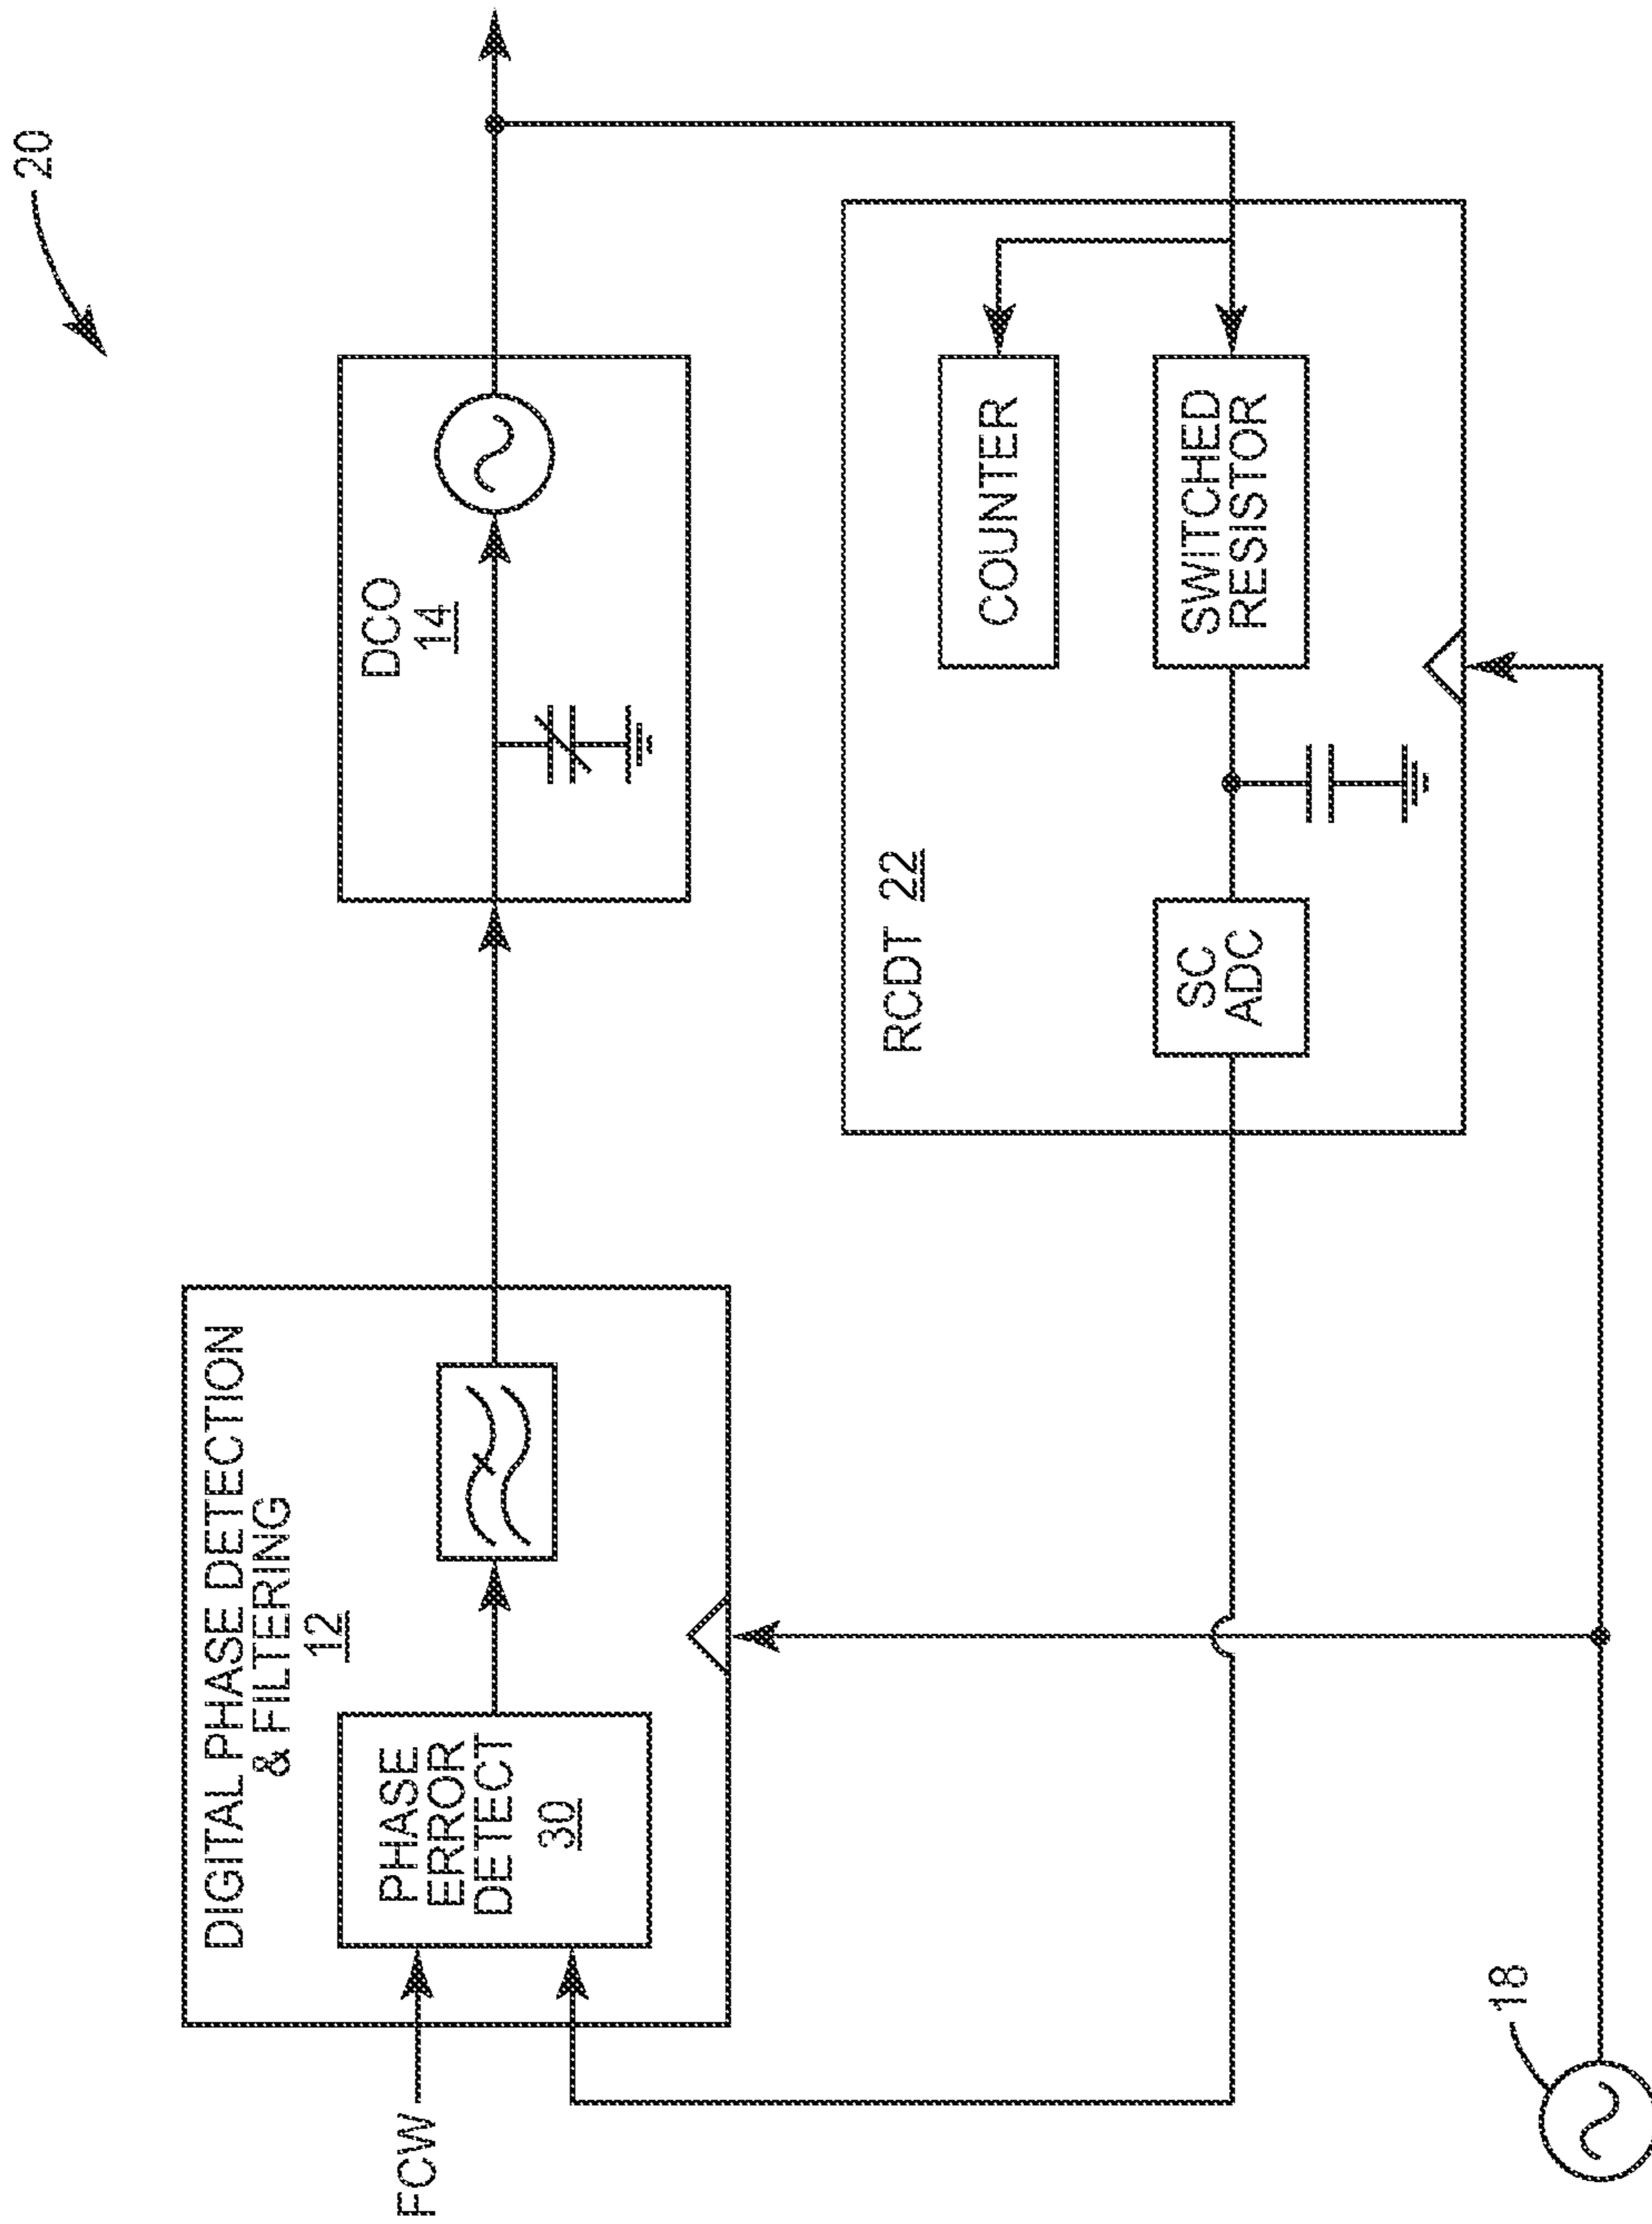 20
DIGITAL PHASE DETECTION
& FILTERING
12
PHASE
ERROR
DETECT
30
FCW
DCO
14
RCDT 22
COUNTER
SC
ADC
SWITCHED
RESISTOR
18